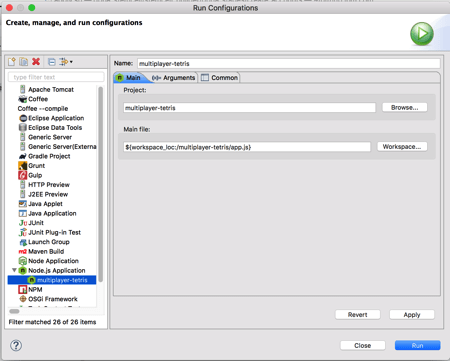 Run Configurations
Create, manage, and run configurations
type filter text
Apache Tomcat
Coffee
Coffee --compile
Eclipse Application
Eclipse Data Tools
Generic Server
Generic Server(Externa
Gradle Project
Grunt
Gulp
HTTP Preview
J2EE Preview
Java Applet
Java Application
JUnit
JUnit Plug-in Test
Launch Group
Maven Build
Node Application
Node.js Application
multiplayer-tetris
NPM
OSGi Framework
Filter matched 26 of 26 items
Name: multiplayer-tetris
Main Arguments Common
Project:
multiplayer-tetris Browse...
Main file:
${workspace_loc:/multiplayer-tetris/app.js} Workspace...
Revert Apply
Close Run